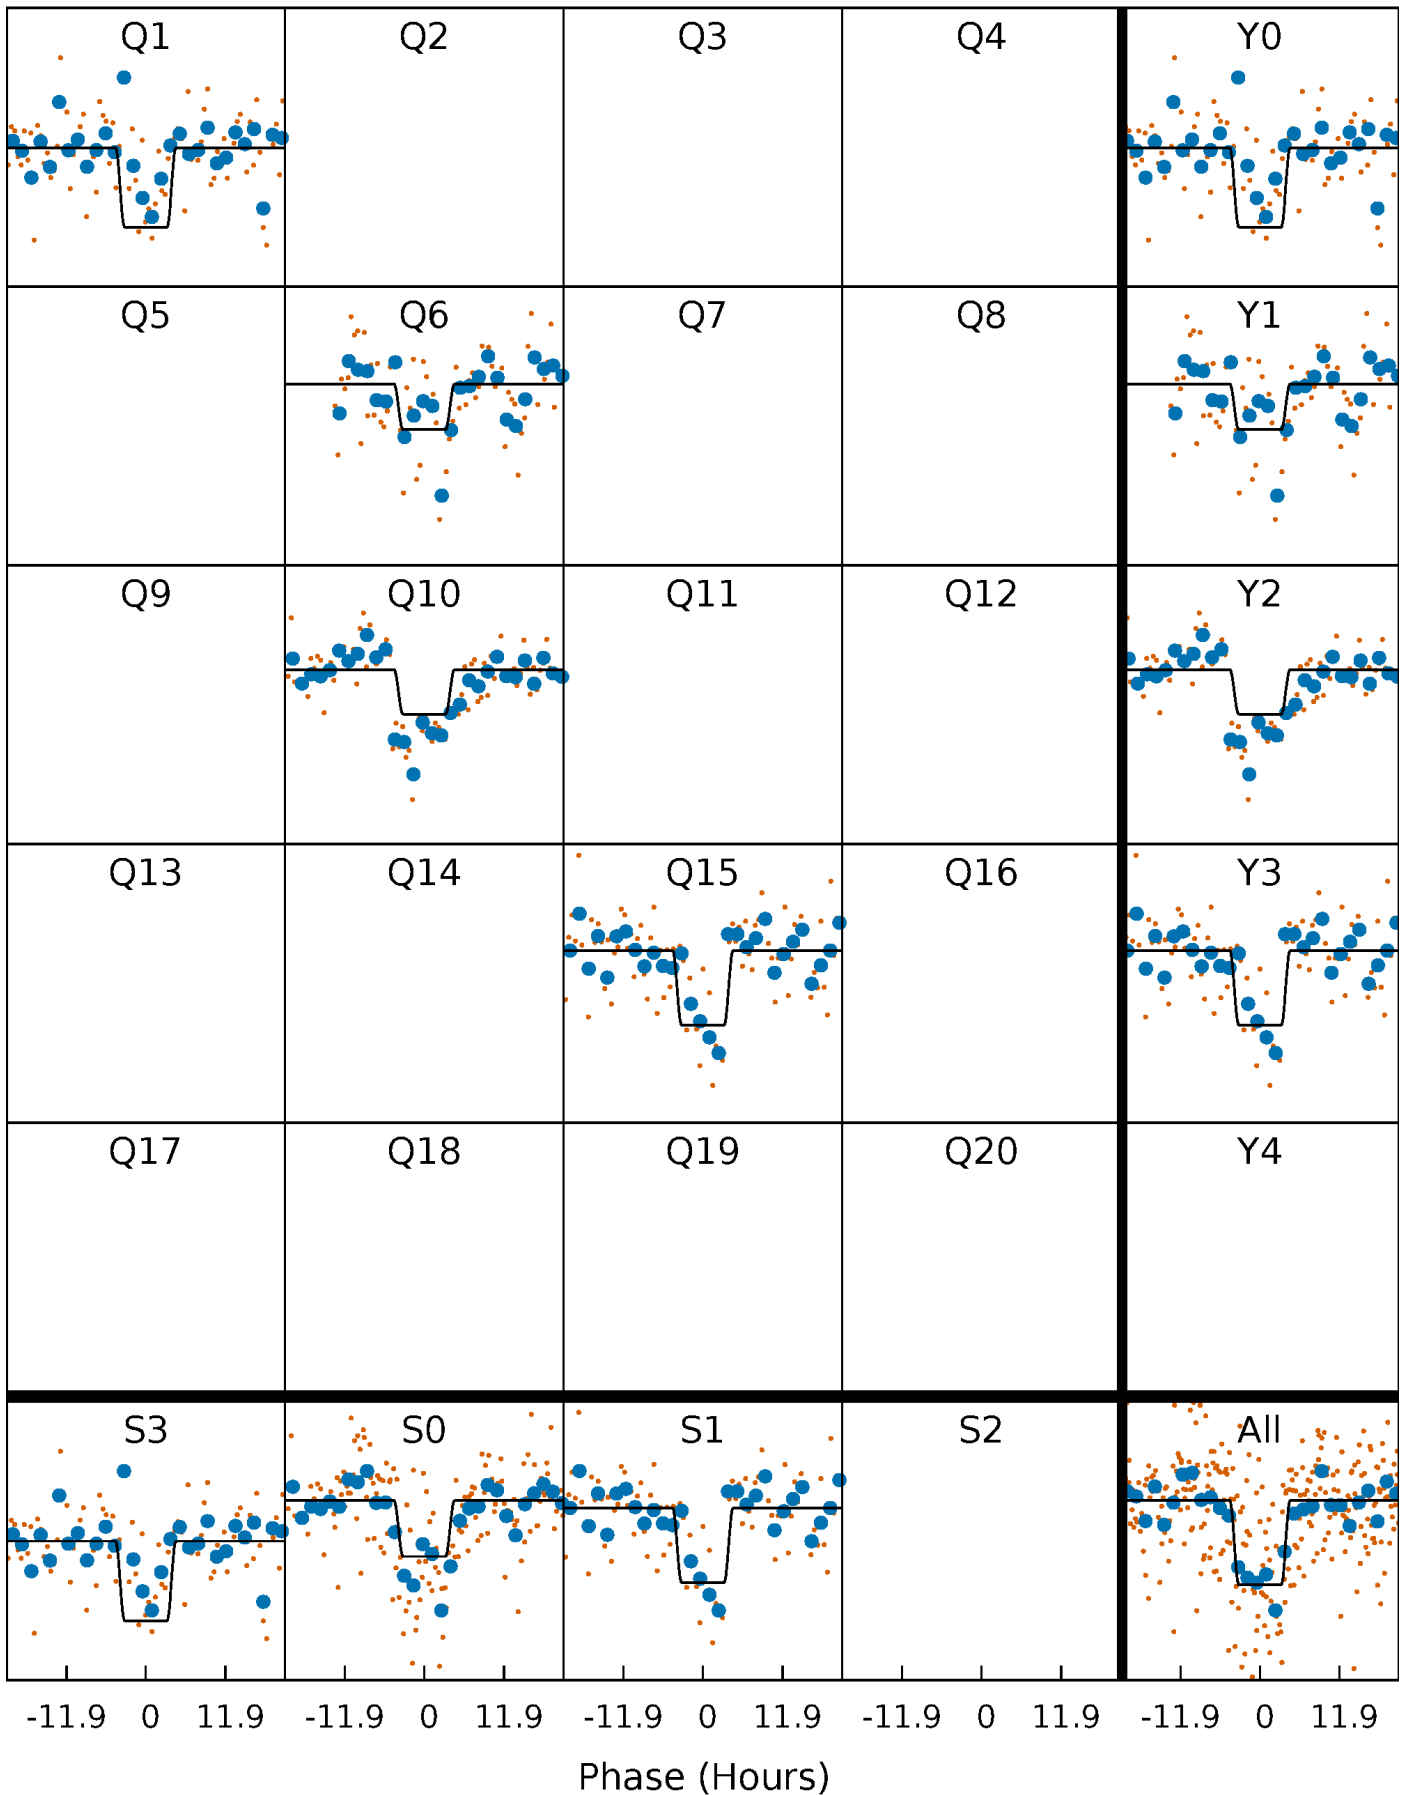 Q1 Q2 Q3 Q4 Y0
Q5 Q6 Q7 Q8 Y1
Q9 Q10 Q11 Q12 Y2
Q13 Q14 Q15 Q16 Y3
Q17 Q18 Q19 Q20 Y4
S3 S0 S1 S2 All
-11.9 0 11.9 -11.9 0 11.9 -11.9 0 11.9 -11.9 0 11.9 -11.9 0 11.9
Phase (Hours)